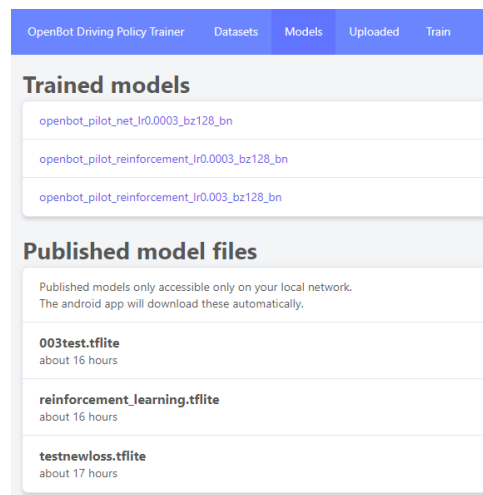 OpenBot Driving Policy Trainer Datasets Models Uploaded Train
Trained models
openbot_pilot_net_lr0.0003_bz128_bn
openbot_pilot_reinforcement_lr0.0003_bz128_bn
openbot_pilot_reinforcement_lr0.003_bz128_bn
Published model files
Published models only accessible only on your local network.
The android app will download these automatically.
003test.tflite
about 16 hours
reinforcement_learning.tflite
about 16 hours
testnewloss.tflite
about 17 hours